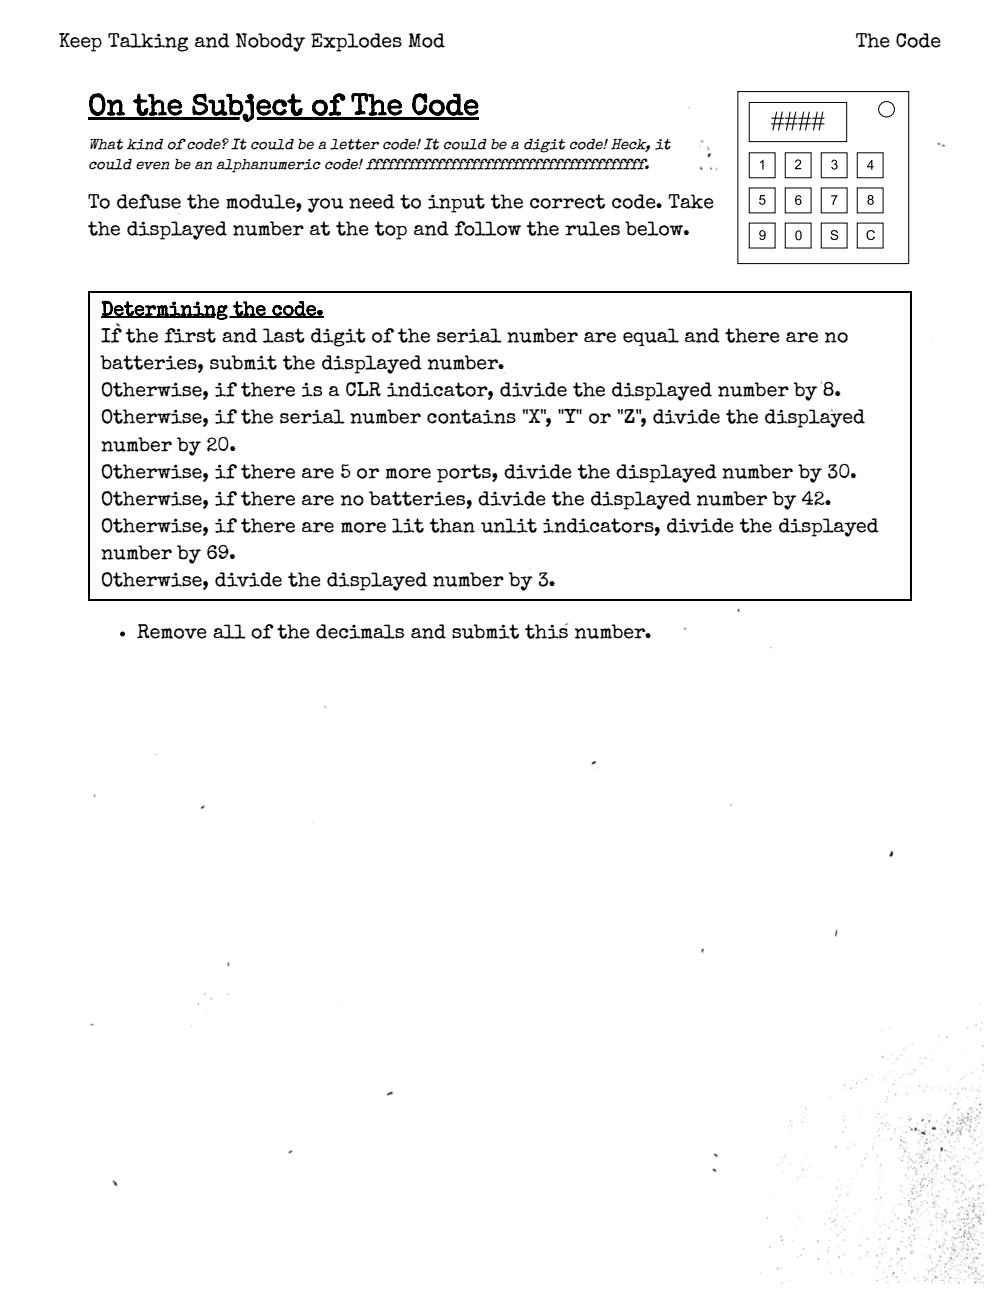 Keep Talking and Nobody Explodes Mod
The Code
On the Subject of The Code
What kind of code? It could be a letter code! It could be a digit code! Heck, it
could even be an alphanumeric code! ffffffffffffffffffffffffffffffffffffffffff.
To defuse the module, you need to input the correct code. Take
the displayed number at the top and follow the rules below.
####
1 2 3 4
5 6 7 8
9 0 S C
Determining the code.
If the first and last digit of the serial number are equal and there are no
batteries, submit the displayed number.
Otherwise, if there is a CLR indicator, divide the displayed number by 8.
Otherwise, if the serial number contains "X", "Y" or "Z", divide the displayed
number by 20.
Otherwise, if there are 5 or more ports, divide the displayed number by 30.
Otherwise, if there are no batteries, divide the displayed number by 42.
Otherwise, if there are more lit than unlit indicators, divide the displayed
number by 69.
Otherwise, divide the displayed number by 3.
• Remove all of the decimals and submit this number.